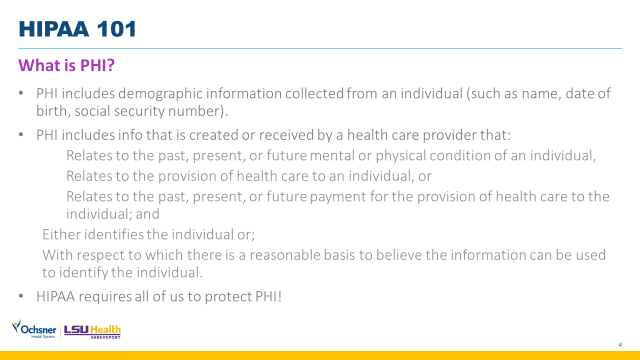 HIPAA 101
What is PHI?
• PHI includes demographic information collected from an individual (such as name, date of
birth, social security number).
• PHI includes info that is created or received by a health care provider that:
Relates to the past, present, or future mental or physical condition of an individual,
Relates to the provision of health care to an individual, or
Relates to the past, present, or future payment for the provision of health care to the
individual; and
Either identifies the individual or;
With respect to which there is a reasonable basis to believe the information can be used
to identify the individual.
• HIPAA requires all of us to protect PHI!
Ochsner
Health System
LSU Health
SHREVEPORT
4